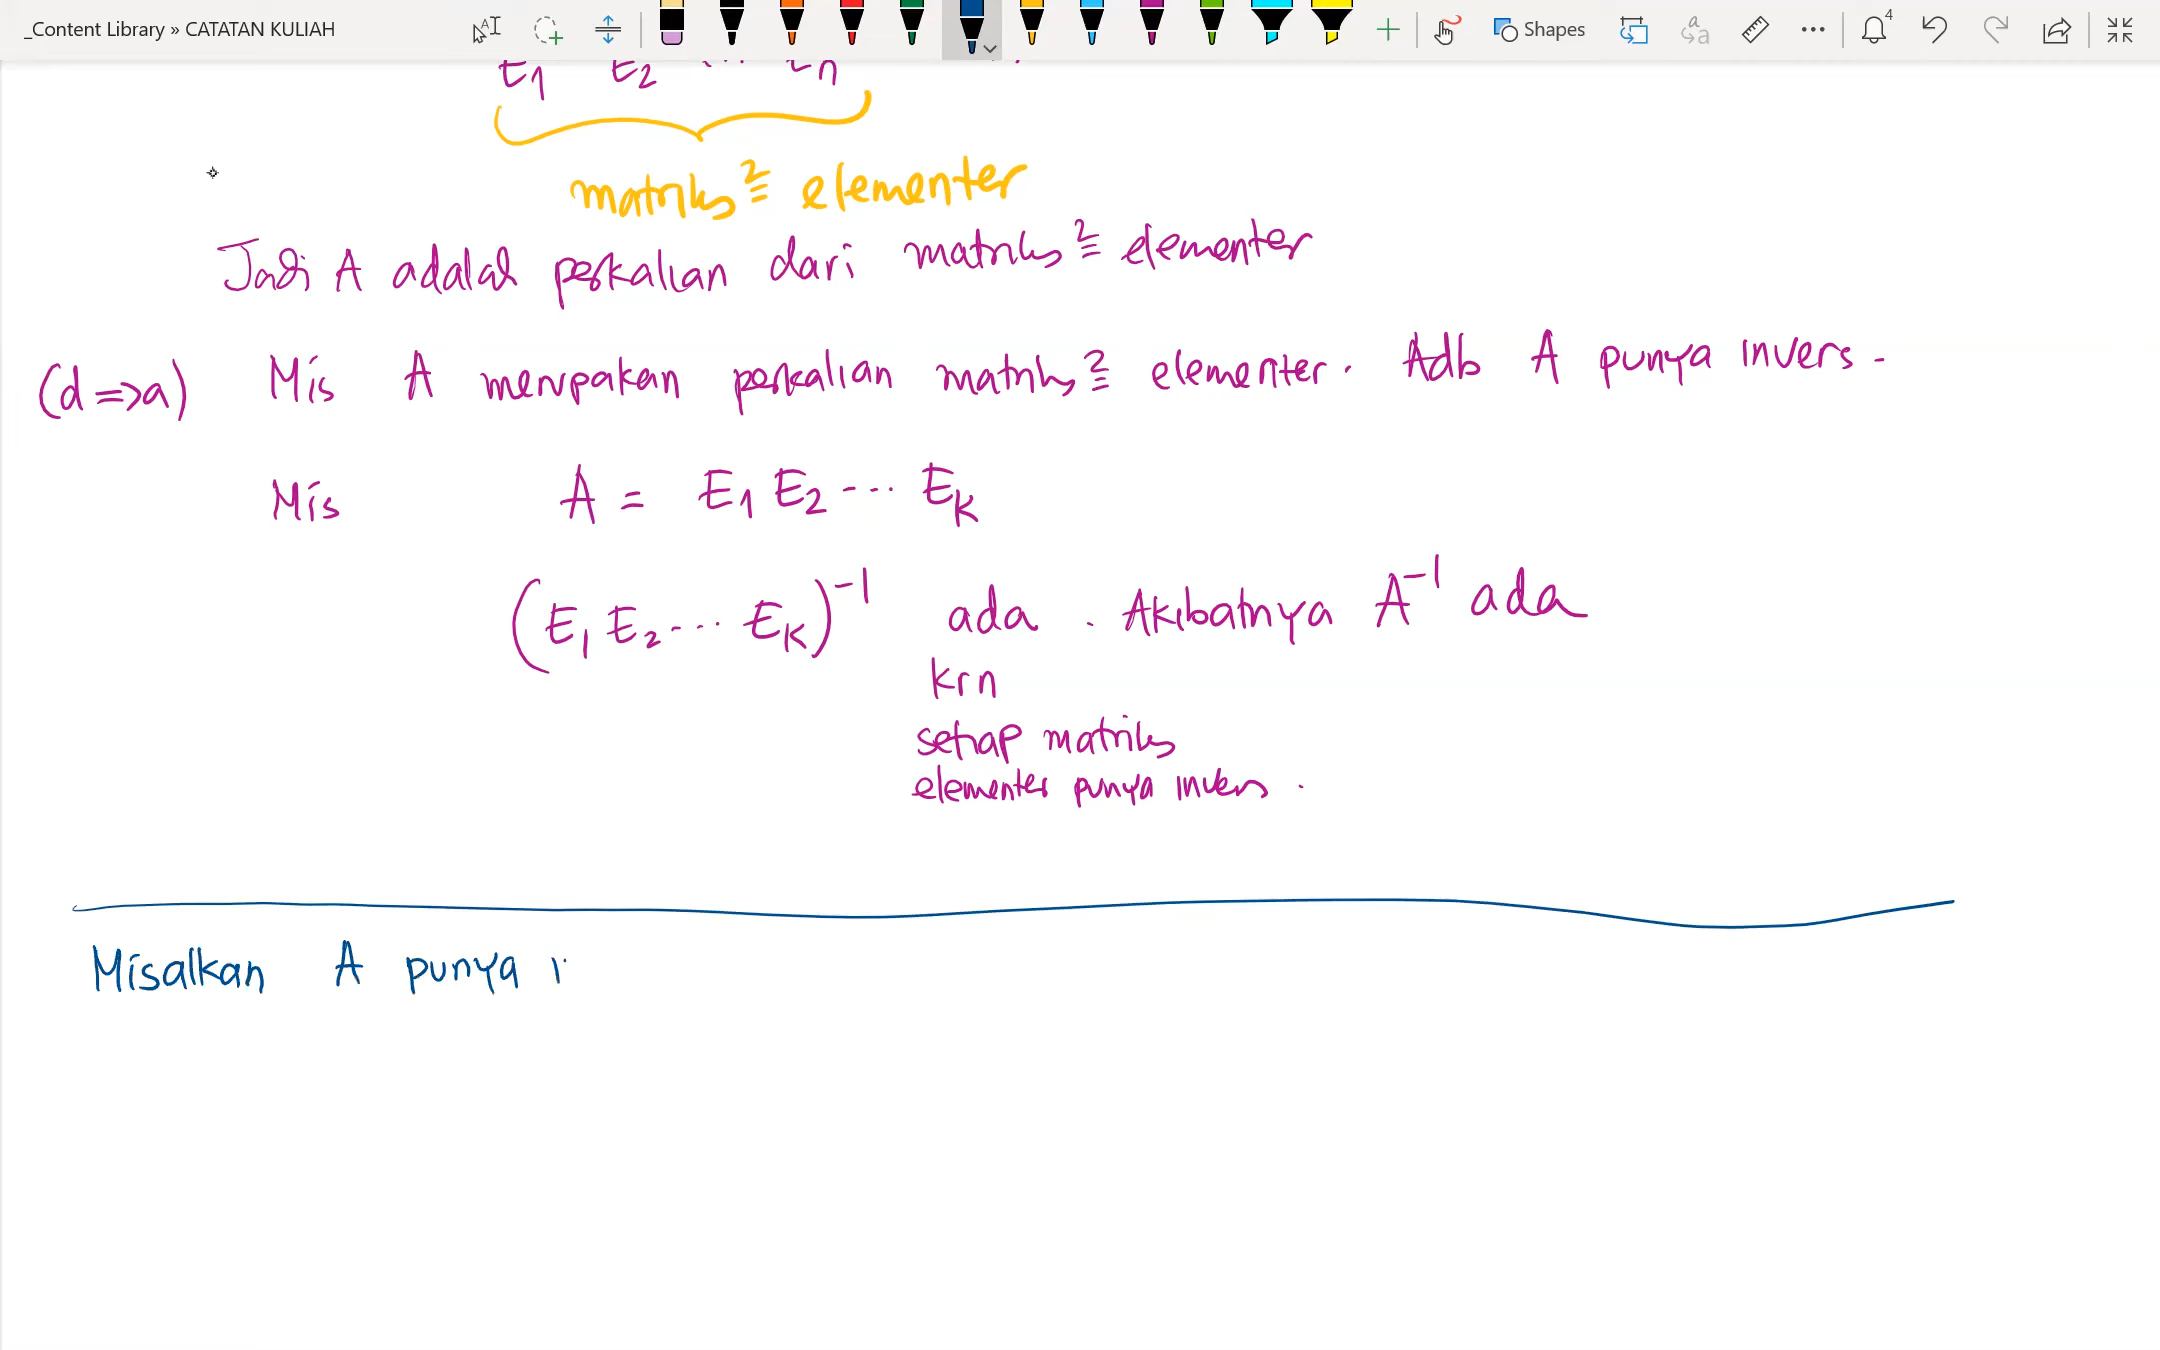 _Content Library » CATATAN KULIAH
Shapes
4
E1 E2 En
matriks² elementer
Jadi A adalah perkalian dari matriks² elementer
(d=>a) Mis A merupakan perkalian matriks² elementer. Adb A punya invers.
Mis A = E1 E2 ... Ek
(E1 E2 ... Ek)^-1 ada. Akibatnya A^-1 ada
krn
setiap matriks
elementer punya invers.
Misalkan A punya i